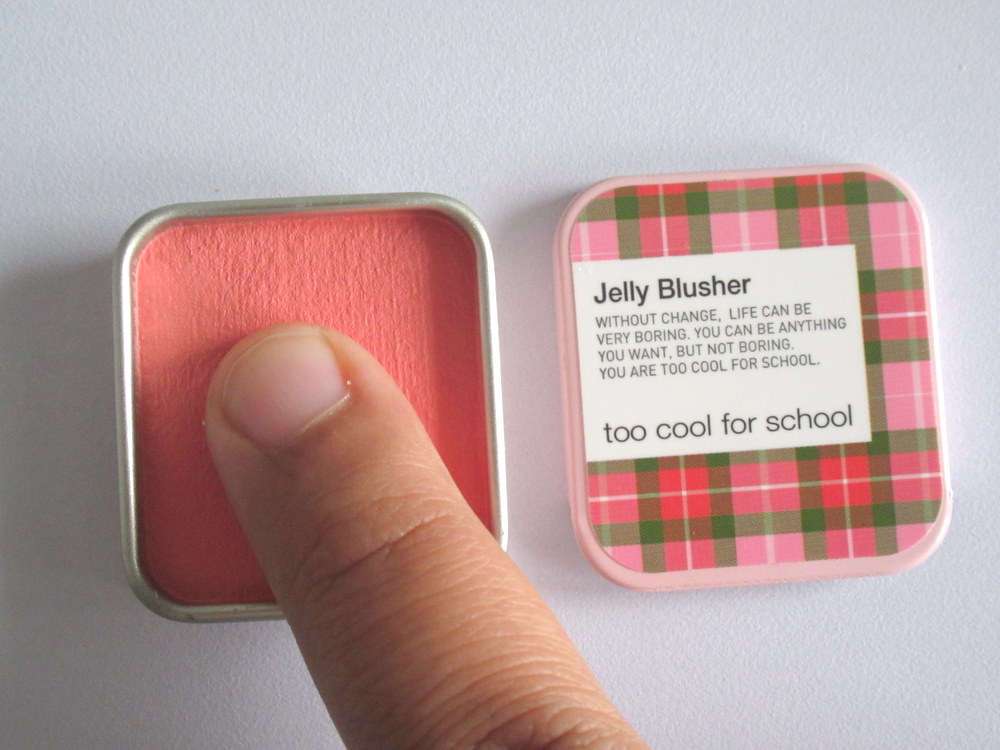 Jelly Blusher
WITHOUT CHANGE, LIFE CAN BE
VERY BORING. YOU CAN BE ANYTHING
YOU WANT, BUT NOT BORING.
YOU ARE TOO COOL FOR SCHOOL.
too cool for school